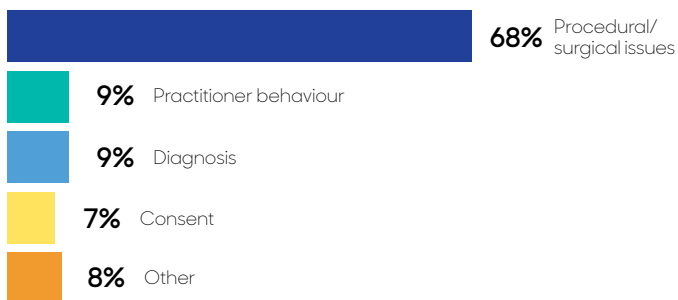 68% Procedural/
surgical issues
9% Practitioner behaviour
9% Diagnosis
7% Consent
8% Other